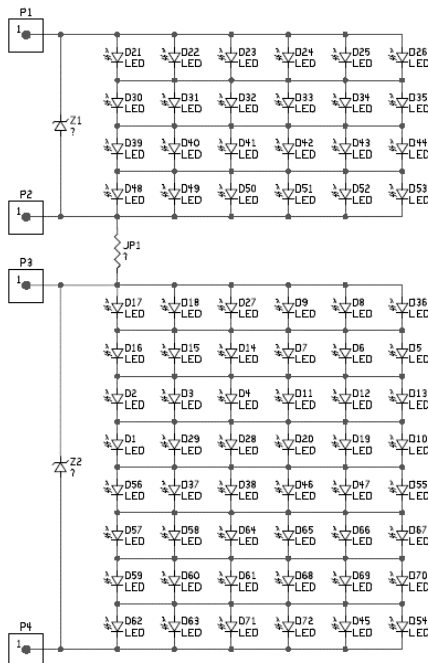 P1
1
D21 D22 D23 D24 D25 D26
LED LED LED LED LED LED
D30 D31 D32 D33 D34 D35
LED LED LED LED LED LED
Z1
?
D39 D40 D41 D42 D43 D44
LED LED LED LED LED LED
P2
D48 D49 D50 D51 D52 D53
LED LED LED LED LED LED
1
JP1
?
P3
1
D17 D18 D27 D9 D8 D36
LED LED LED LED LED LED
D16 D15 D14 D7 D6 D5
LED LED LED LED LED LED
D2 D3 D4 D11 D12 D13
LED LED LED LED LED LED
D1 D29 D28 D20 D19 D10
LED LED LED LED LED LED
Z2
?
D56 D37 D38 D46 D47 D55
LED LED LED LED LED LED
D57 D58 D64 D65 D66 D67
LED LED LED LED LED LED
D59 D60 D61 D68 D69 D70
LED LED LED LED LED LED
P4
D62 D63 D71 D72 D45 D54
LED LED LED LED LED LED
1